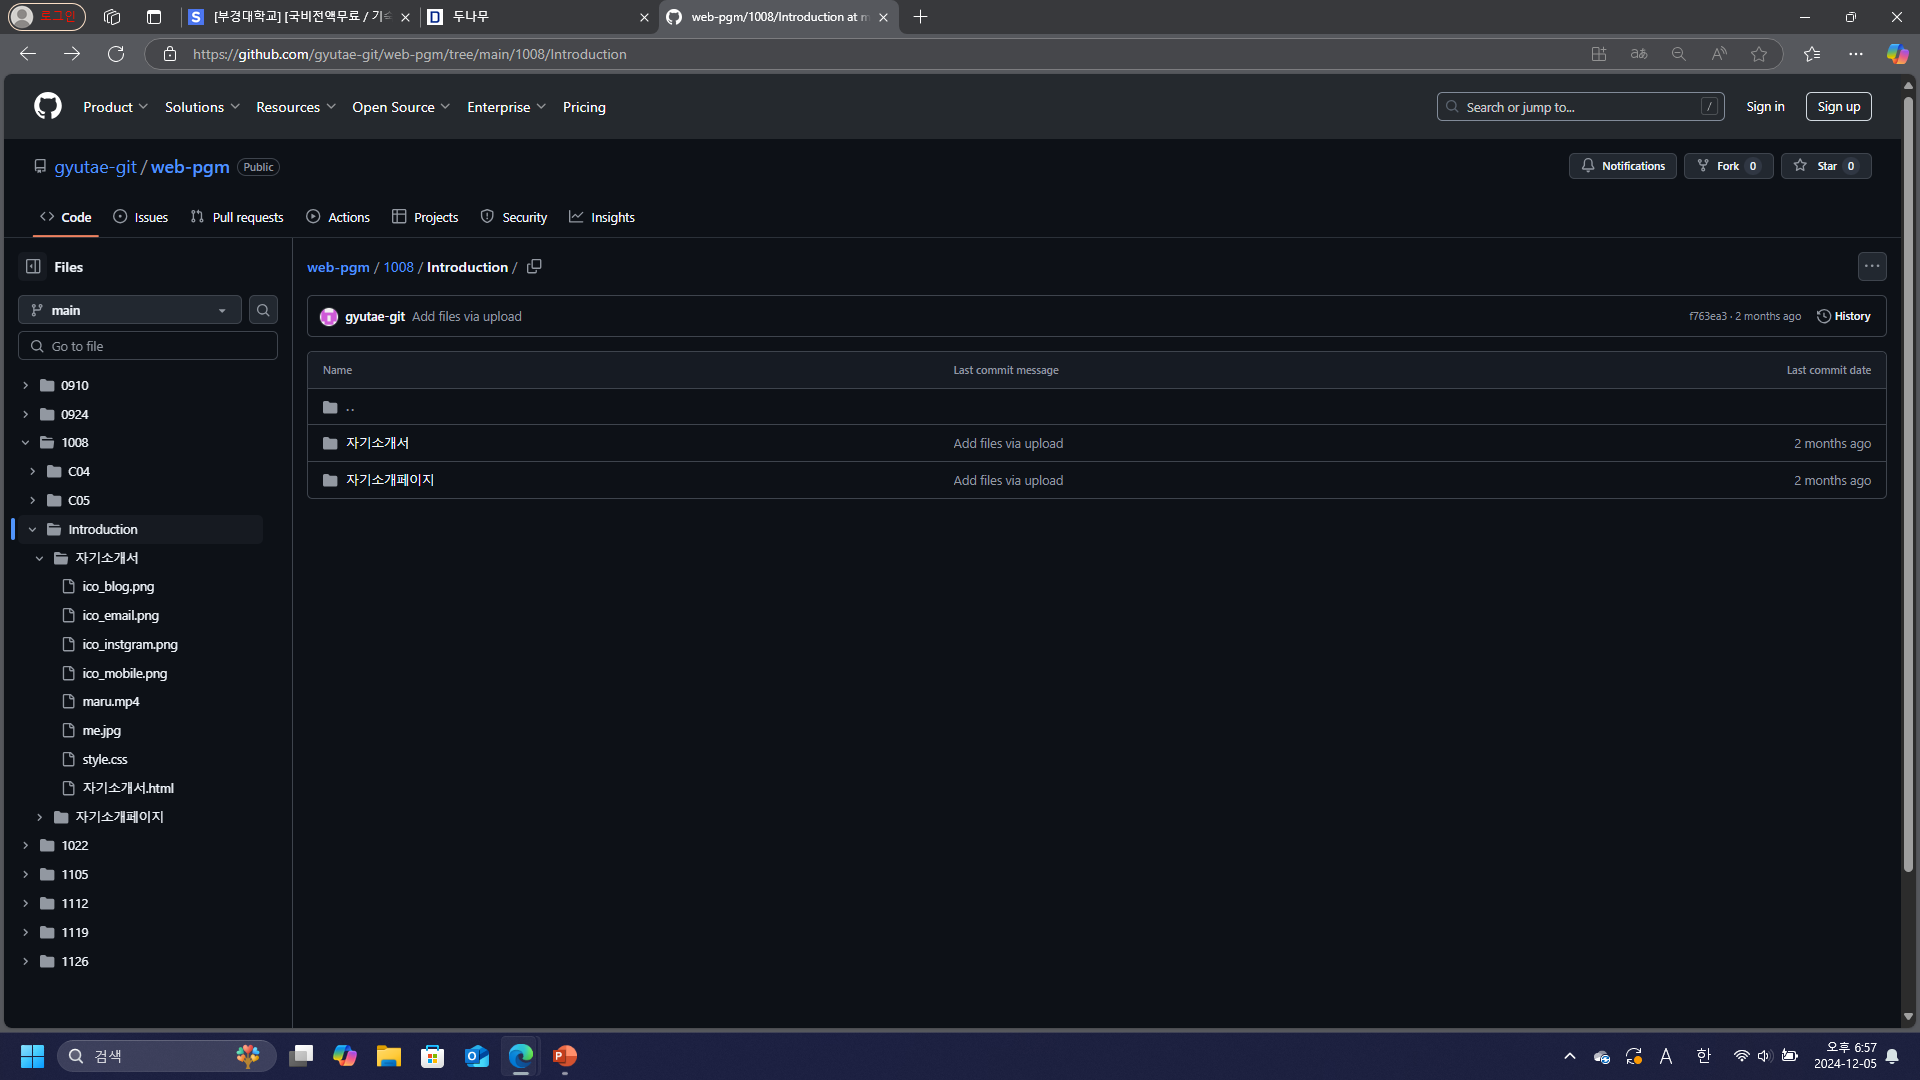 로그인
[부경대학교] [국비전액무료 / 기숙
두나무
web-pgm/1008/Introduction at m
https://github.com/gyutae-git/web-pgm/tree/main/1008/Introduction
Product Solutions Resources Open Source Enterprise Pricing
Search or jump to... /
Sign in
Sign up
gyutae-git / web-pgm Public
Notifications
Fork 0
Star 0
Code Issues Pull requests Actions Projects Security Insights
Files
main
Go to file
0910
0924
1008
C04
C05
Introduction
자기소개서
ico_blog.png
ico_email.png
ico_instgram.png
ico_mobile.png
maru.mp4
me.jpg
style.css
자기소개서.html
자기소개페이지
1022
1105
1112
1119
1126
web-pgm / 1008 / Introduction /
gyutae-git Add files via upload
f763ea3 · 2 months ago
History
Name Last commit message Last commit date
..
자기소개서 Add files via upload 2 months ago
자기소개페이지 Add files via upload 2 months ago
검색
A 한
오후 6:57
2024-12-05